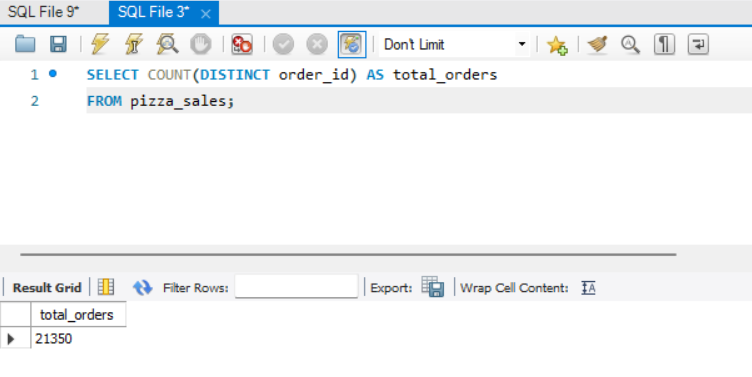 SQL File 9* SQL File 3* ×
Don't Limit
1 SELECT COUNT(DISTINCT order_id) AS total_orders
2 FROM pizza_sales;
Result Grid Filter Rows: Export: Wrap Cell Content: IA
total_orders
21350